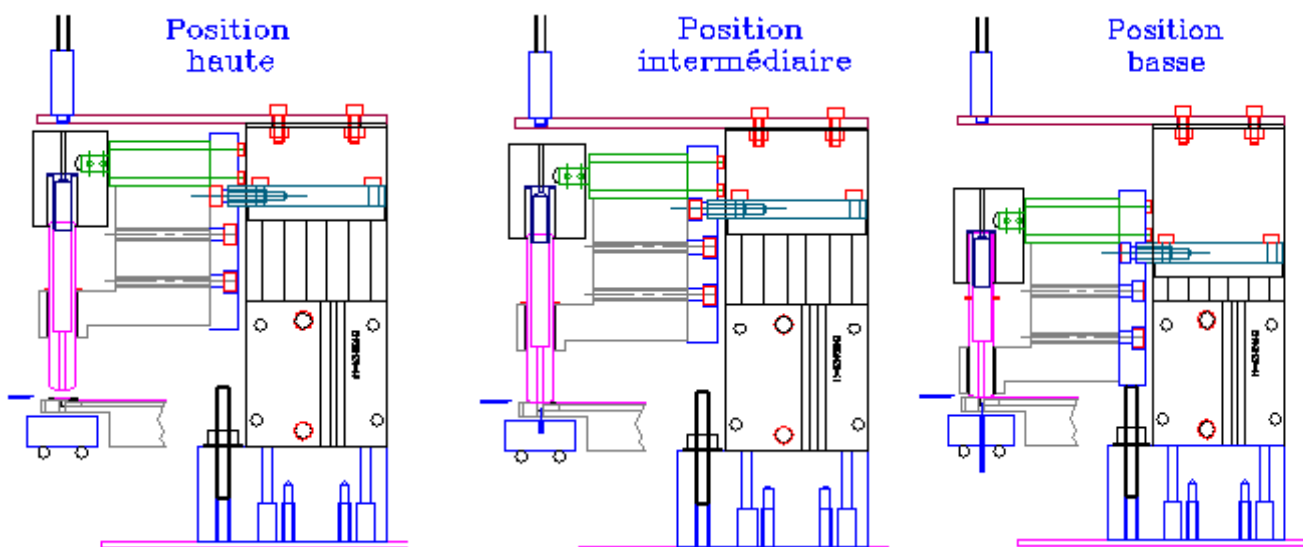 Position
haute
Position
intermédiaire
Position
basse